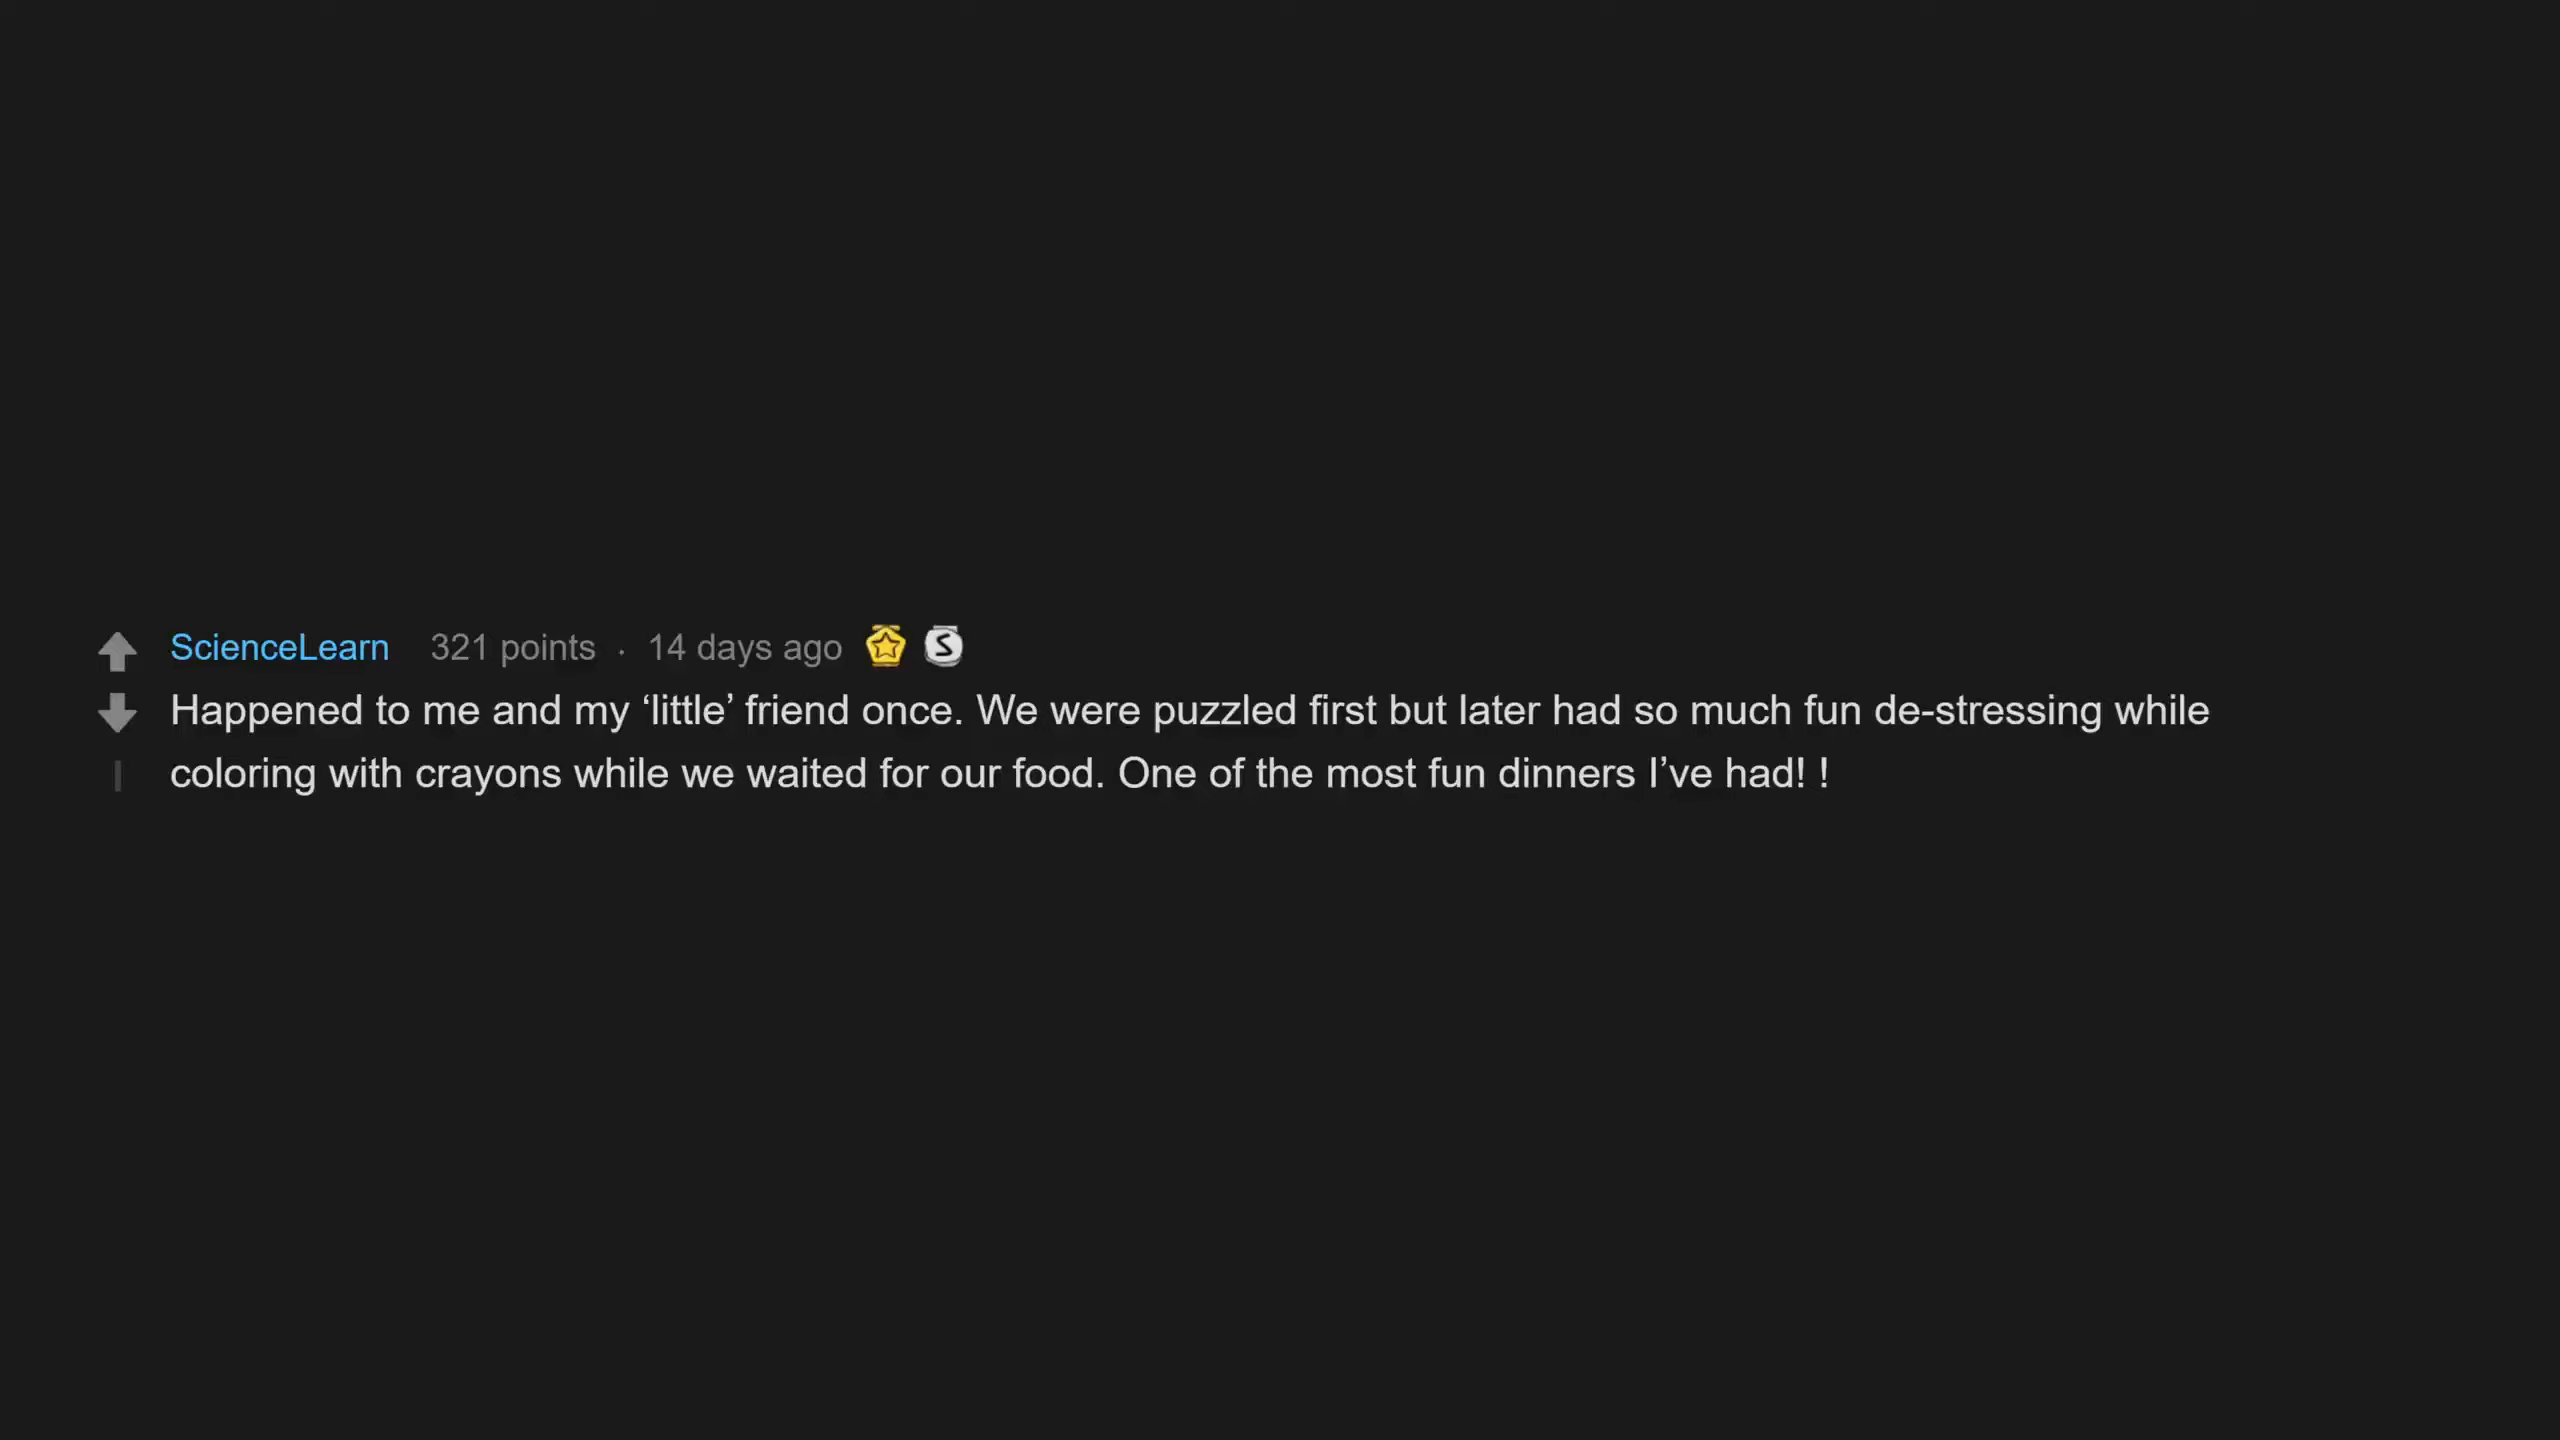 ScienceLearn 321 points · 14 days ago S
Happened to me and my ‘little’ friend once. We were puzzled first but later had so much fun de-stressing while
coloring with crayons while we waited for our food. One of the most fun dinners I’ve had! !